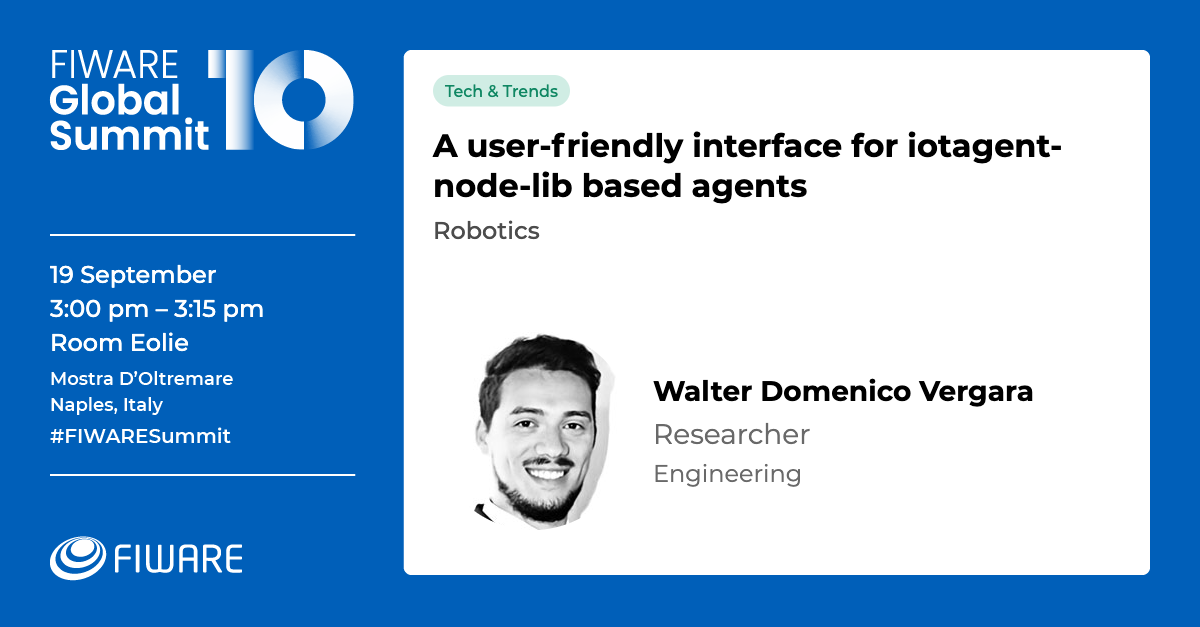 FIWARE
Global
Summit
10
19 September
3:00 pm – 3:15 pm
Room Eolie
Mostra D’Oltremare
Naples, Italy
#FIWARESummit
FIWARE
Tech & Trends
A user-friendly interface for iotagent-
node-lib based agents
Robotics
Walter Domenico Vergara
Researcher
Engineering